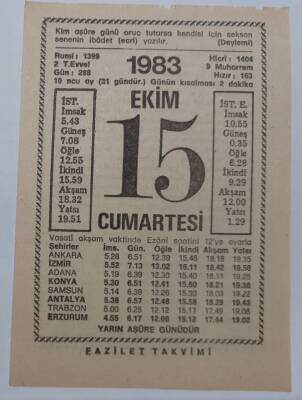 Kim aşûre günü oruç tutarsa kendisi için seksen
senenin ibâdet (ecri) yazılır. (Deylemi)
Rumi: 1399
2 T.Evvel
Gün: 288
1983
Hicri: 1404
9 Muharrem
Hızır: 163
10 ncu ay (31 gündür.) Günün kısalması 2 dakika
EKİM
İST.
İmsak
5.43
Güneş
7.08
Öğle
12.55
İkindi
15.59
Akşam
18.32
Yatsı
19.51
15
İST. E.
İmsak
10.55
Güneş
0.35
Öğle
6.28
İkindi
9.29
Akşam
12.00
Yatsı
1.29
CUMARTESİ
Vasati akşam vaktinde Ezâni saatini 12'ye ayarla
Şehirler İms. Gün. Öğle İkindi Akşam Yatsı
ANKARA 5.28 6.51 12.39 15.46 18.18 19.35
İZMİR 5.52 7.13 13.02 16.11 18.42 19.58
ADANA 5.19 6.39 12.30 15.40 18.11 19.25
KONYA 5.30 6.51 12.41 15.50 18.21 19.36
SAMSUN 5.14 6.39 12.26 15.30 18.03 19.22
ANTALYA 5.38 6.57 12.48 15.58 18.29 19.43
TRABZON 5.00 6.25 12.12 15.17 17.49 19.08
ERZURUM 4.55 6.17 12.06 15.12 17.44 19.02
YARIN AŞÛRE GÜNÜDÜR
FAZİLET TAKVİMİ